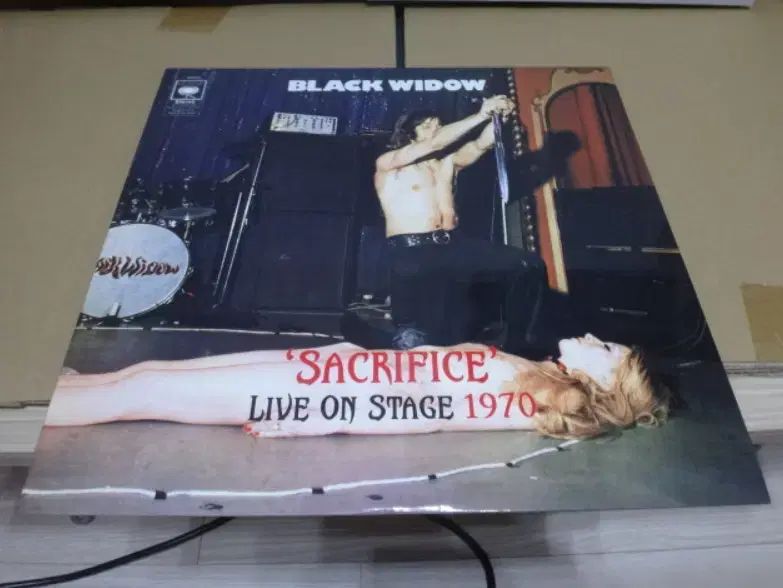 BLACK WIDOW
'SACRIFICE'
LIVE ON STAGE 1970